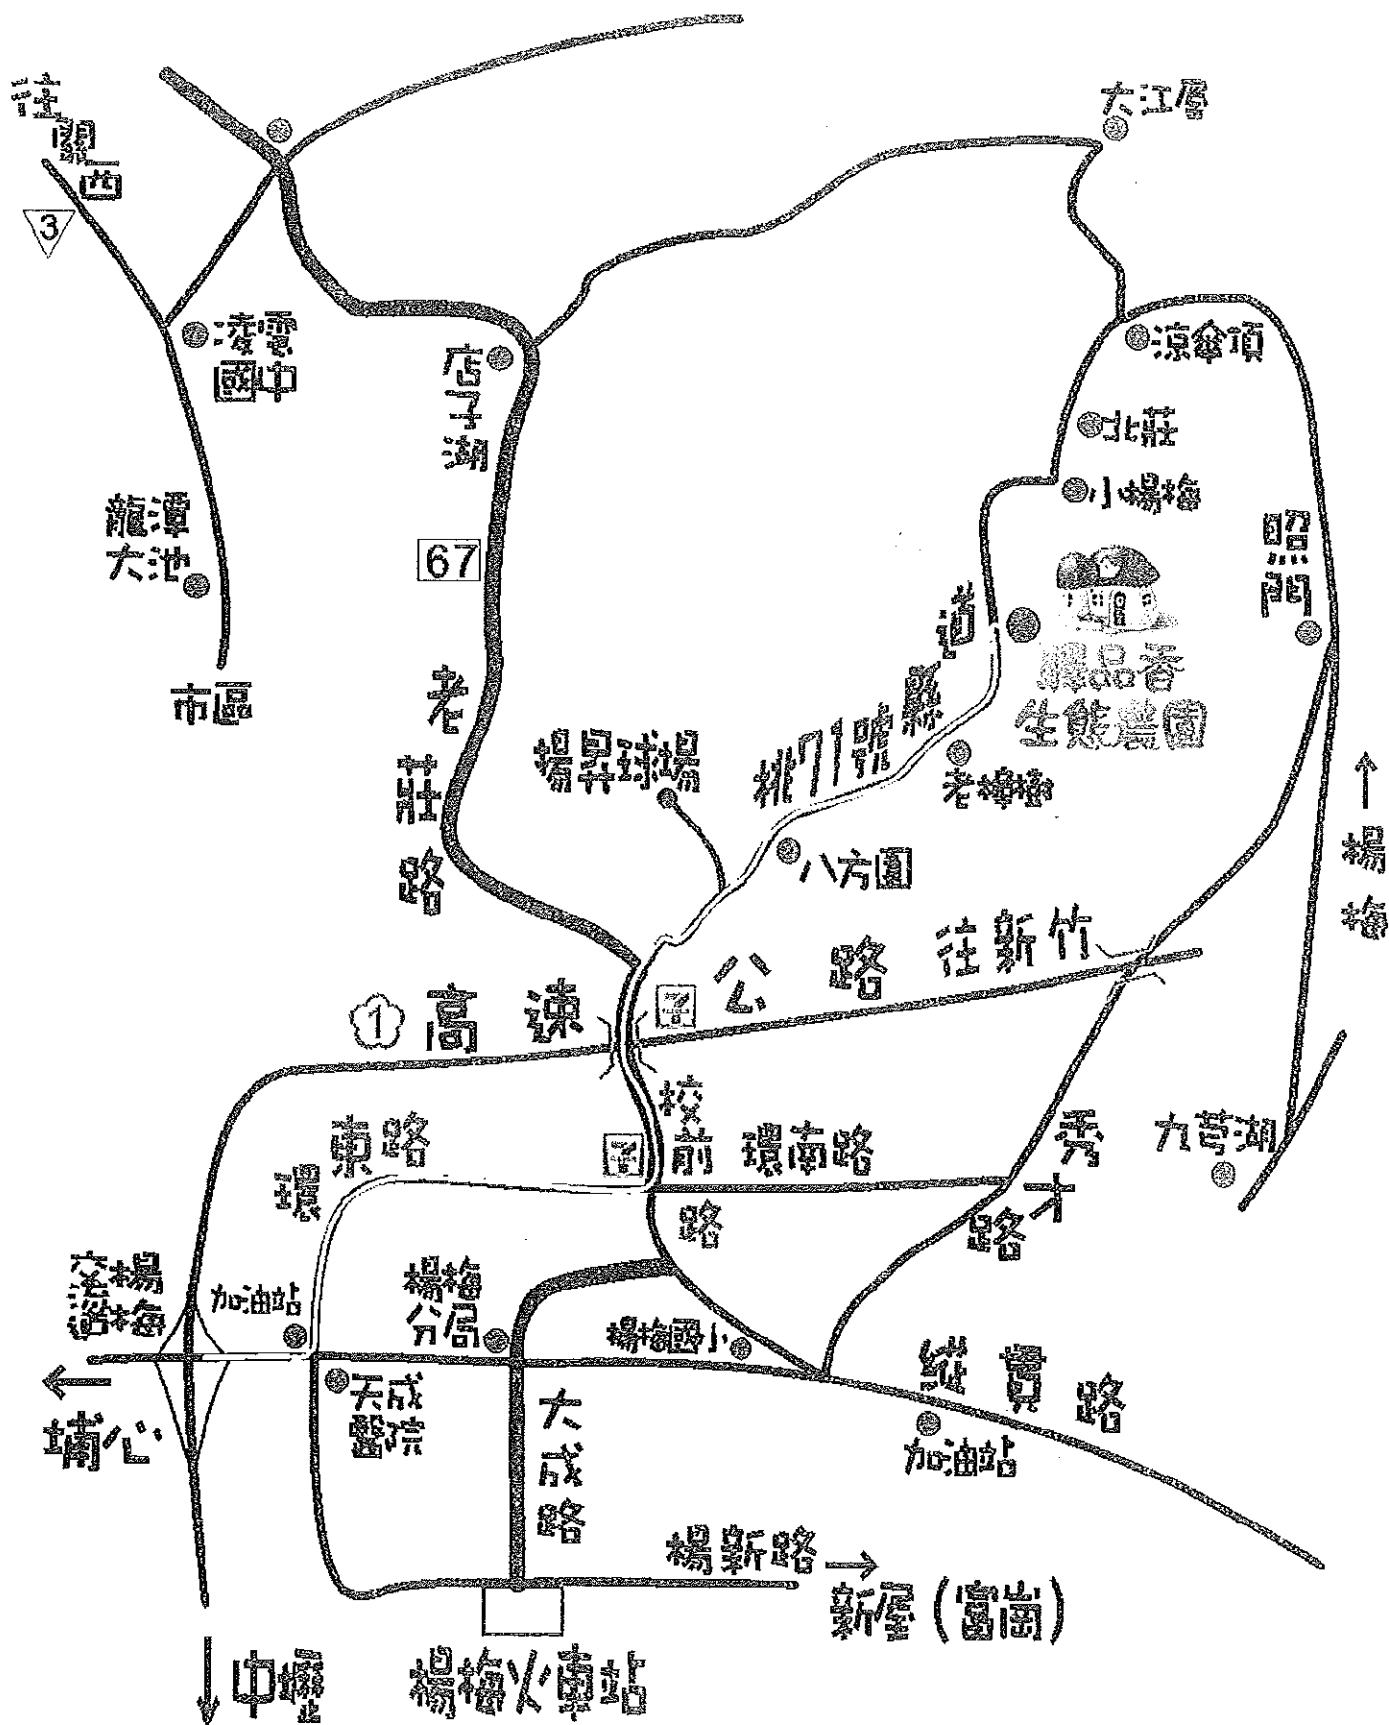 往關西
3
大江屋
凌雲
國中
涼傘頂
店子湖
北莊
小楊梅
龍潭
大池
67
照門
市區
老莊路
驛品香
生態農園
桃71號縣道
揚昇球場
老樟樹
八方園
楊梅
往新竹
1
高速公路
校前路
環東路
環南路
秀才路
九芎湖
楊梅
交流道
加油站
楊梅
分局
楊梅國小
縱貫路
埔心
天成
醫院
加油站
大成路
楊新路
新屋(富崗)
中壢
楊梅火車站